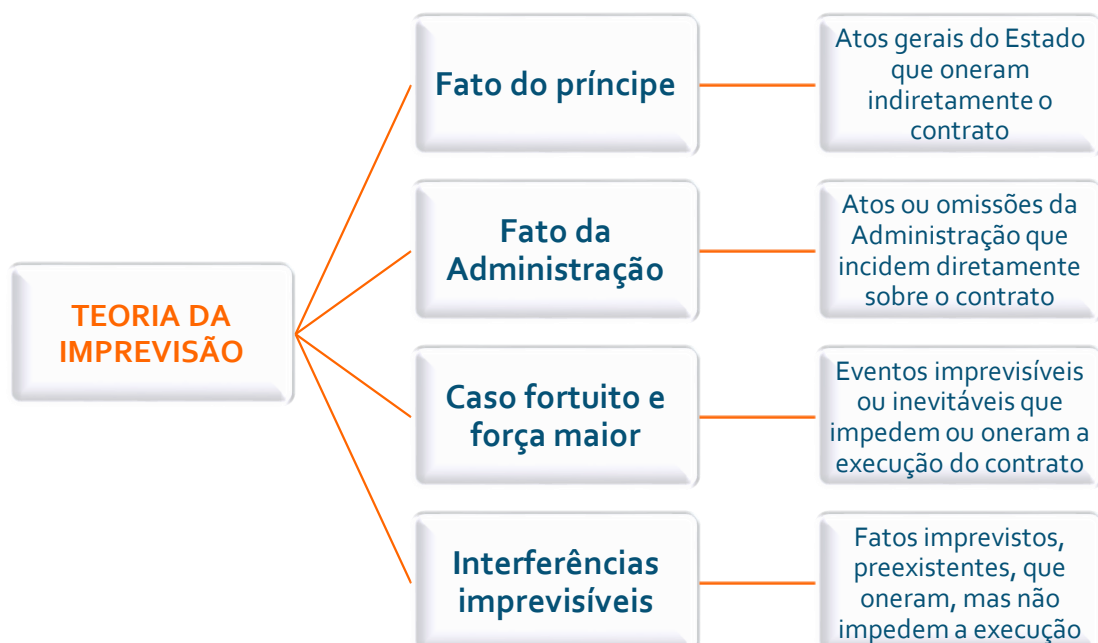 TEORIA DA
IMPREVISÃO
Fato do príncipe
Atos gerais do Estado
que oneram
indiretamente o
contrato
Fato da
Administração
Atos ou omissões da
Administração que
incidem diretamente
sobre o contrato
Caso fortuito e
força maior
Eventos imprevisíveis
ou inevitáveis que
impedem ou oneram a
execução do contrato
Interferências
imprevisíveis
Fatos imprevistos,
preexistentes, que
oneram, mas não
impedem a execução